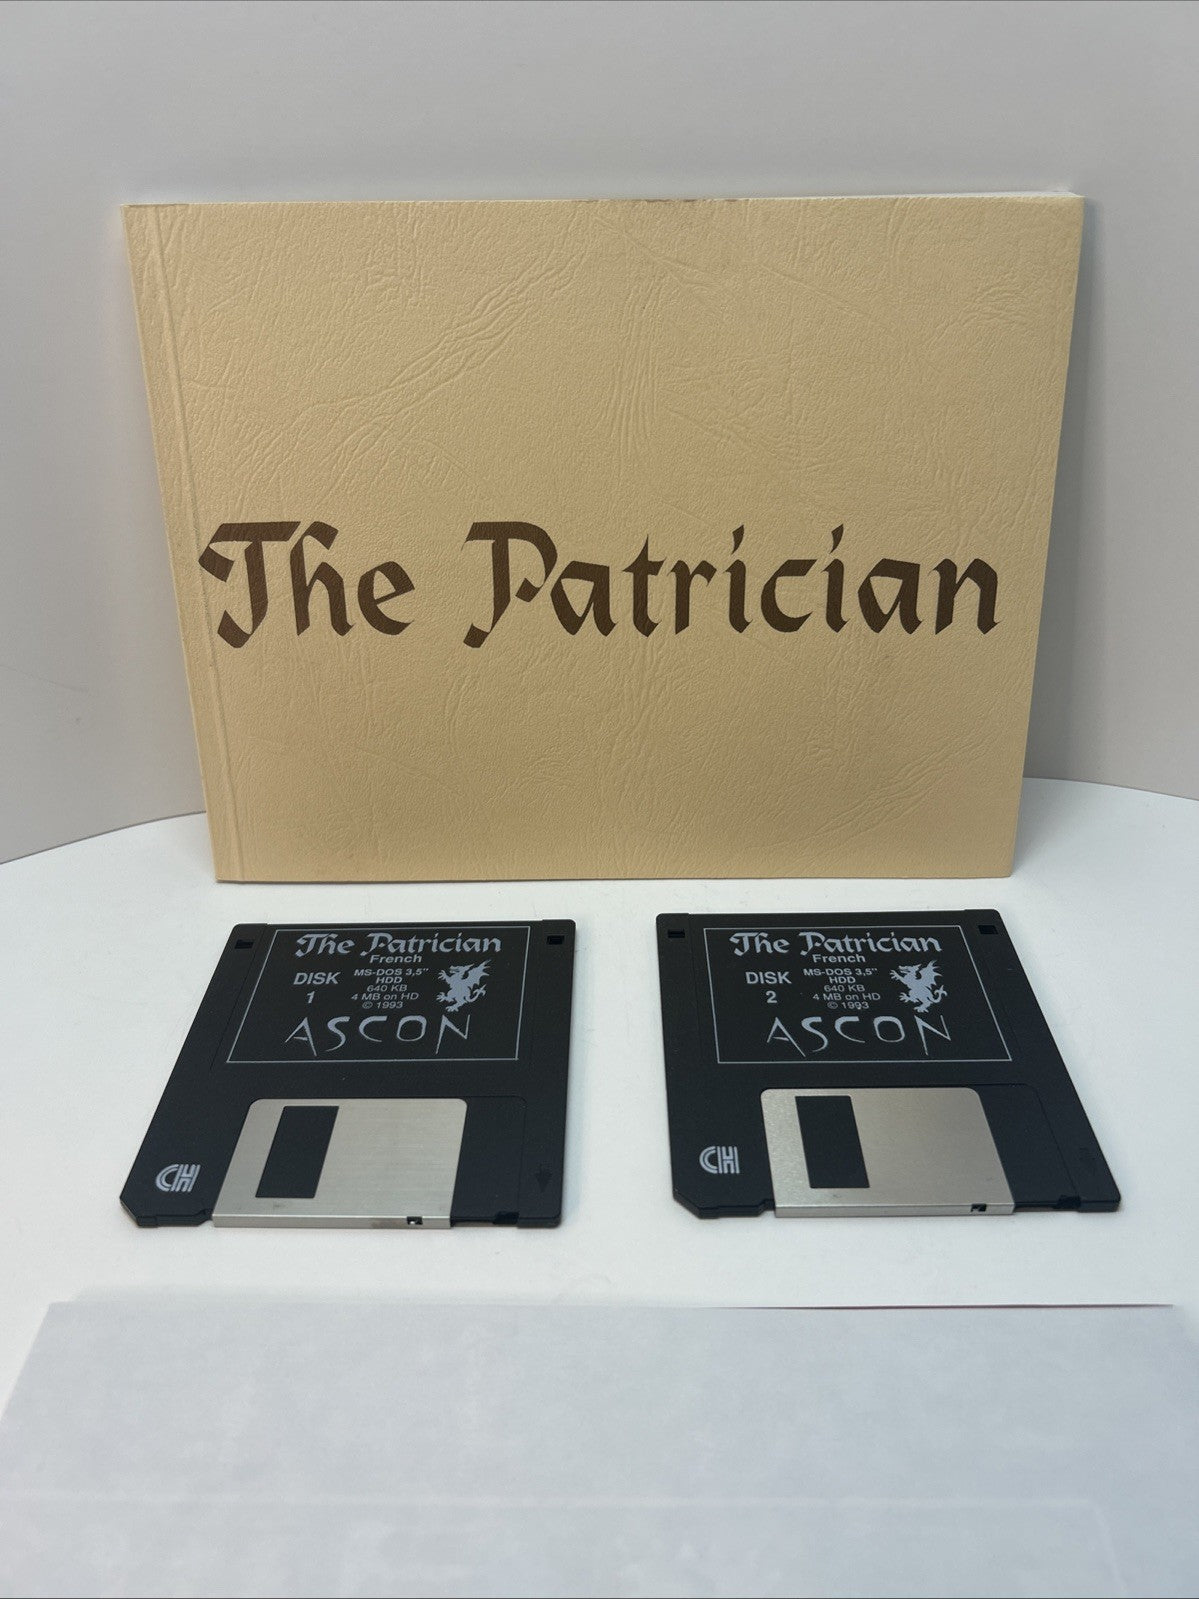 The Patrician
The Patrician
French
DISK
1
MS-DOS 3,5"
HDD
640 KB
4 MB on HD
© 1993
ASCON
CH
The Patrician
French
DISK
2
MS-DOS 3,5"
HDD
640 KB
4 MB on HD
© 1993
ASCON
CH